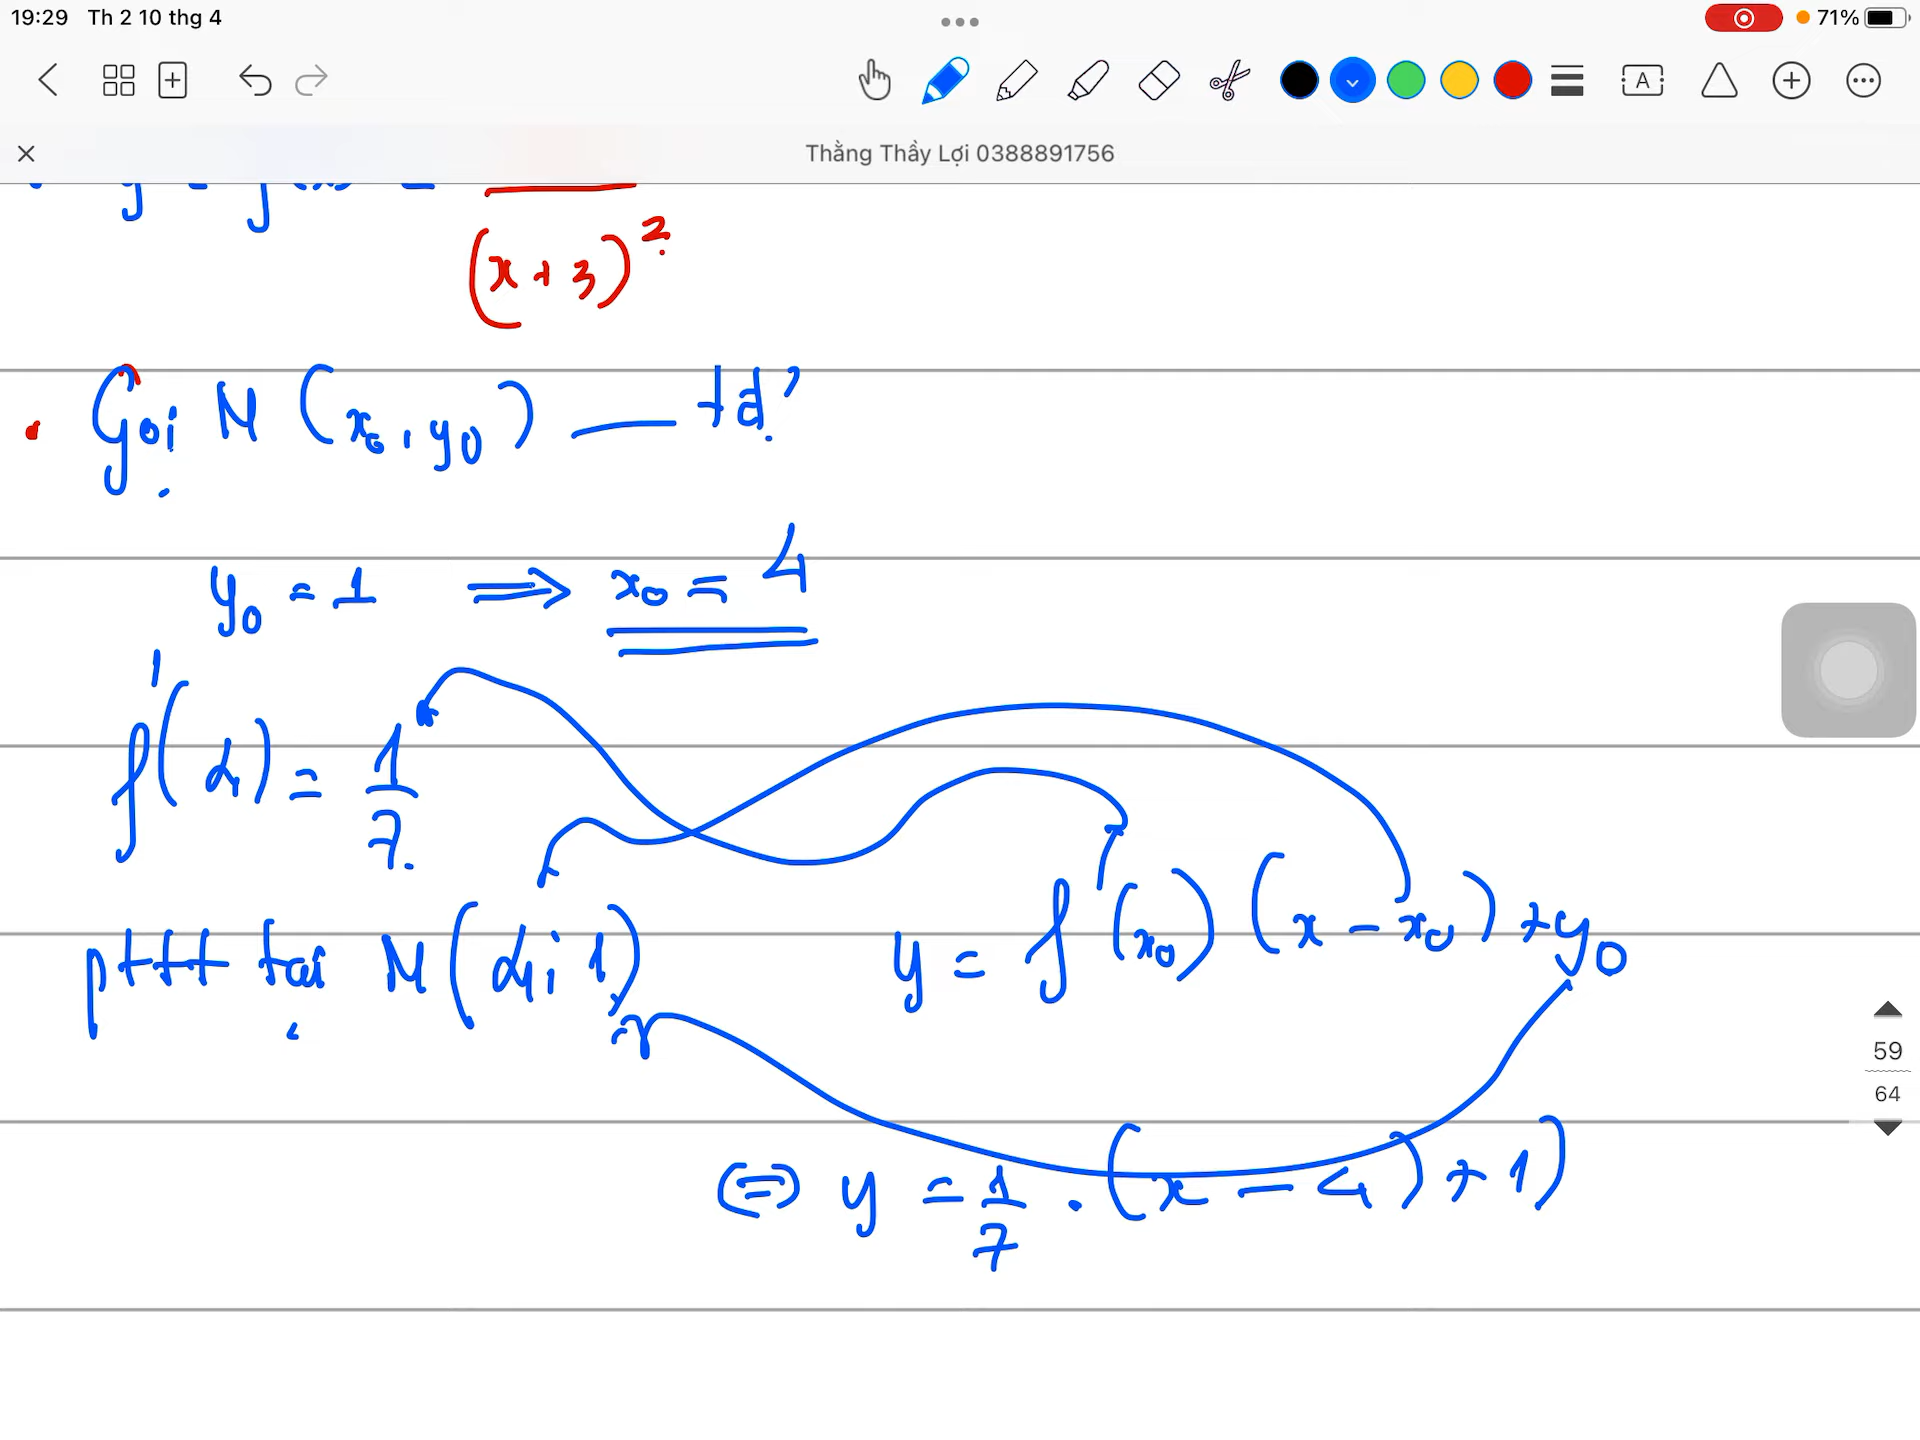 19:29 Th 2 10 thg 4
71%
A
Thằng Thầy Lợi 0388891756
(x+3)²
Gọi M(x₀, y₀) — tđ
y₀ = 1 ⟹ x₀ = 4
f'(4) = 1/7
pttt tại M(4; 1) y = f'(x₀)(x − x₀) + y₀
59
64
⟺ y = 1/7 . (x − 4) + 1)